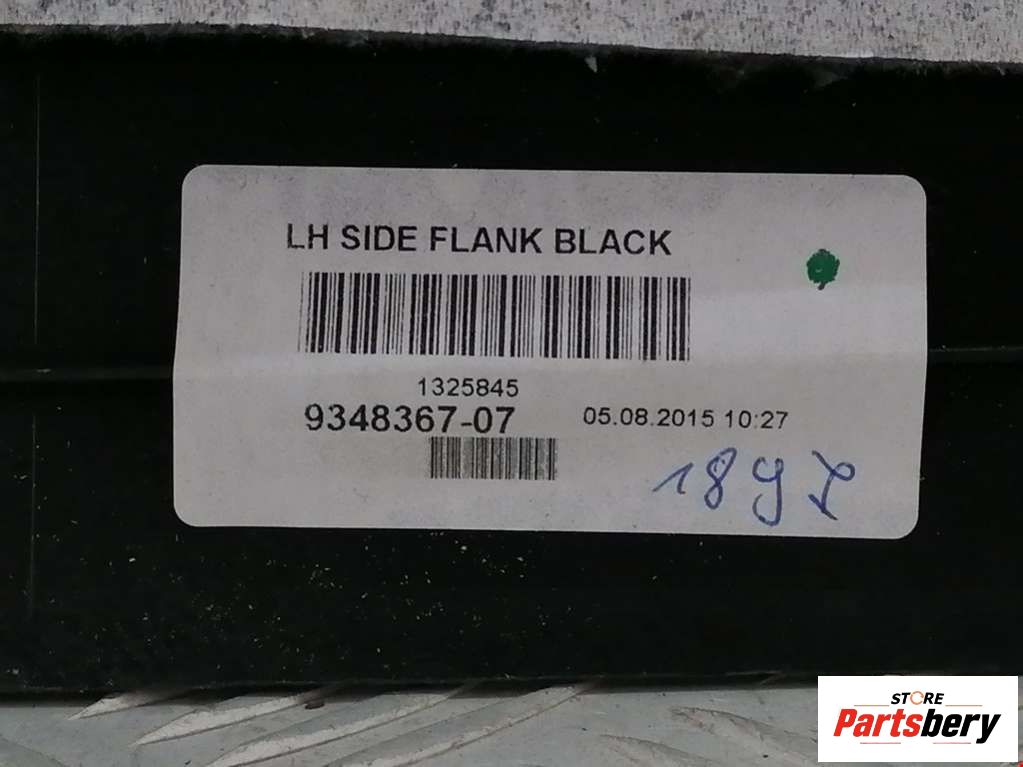 LH SIDE FLANK BLACK
1325845
9348367-07 05.08.2015 10:27
STORE
Partsbery